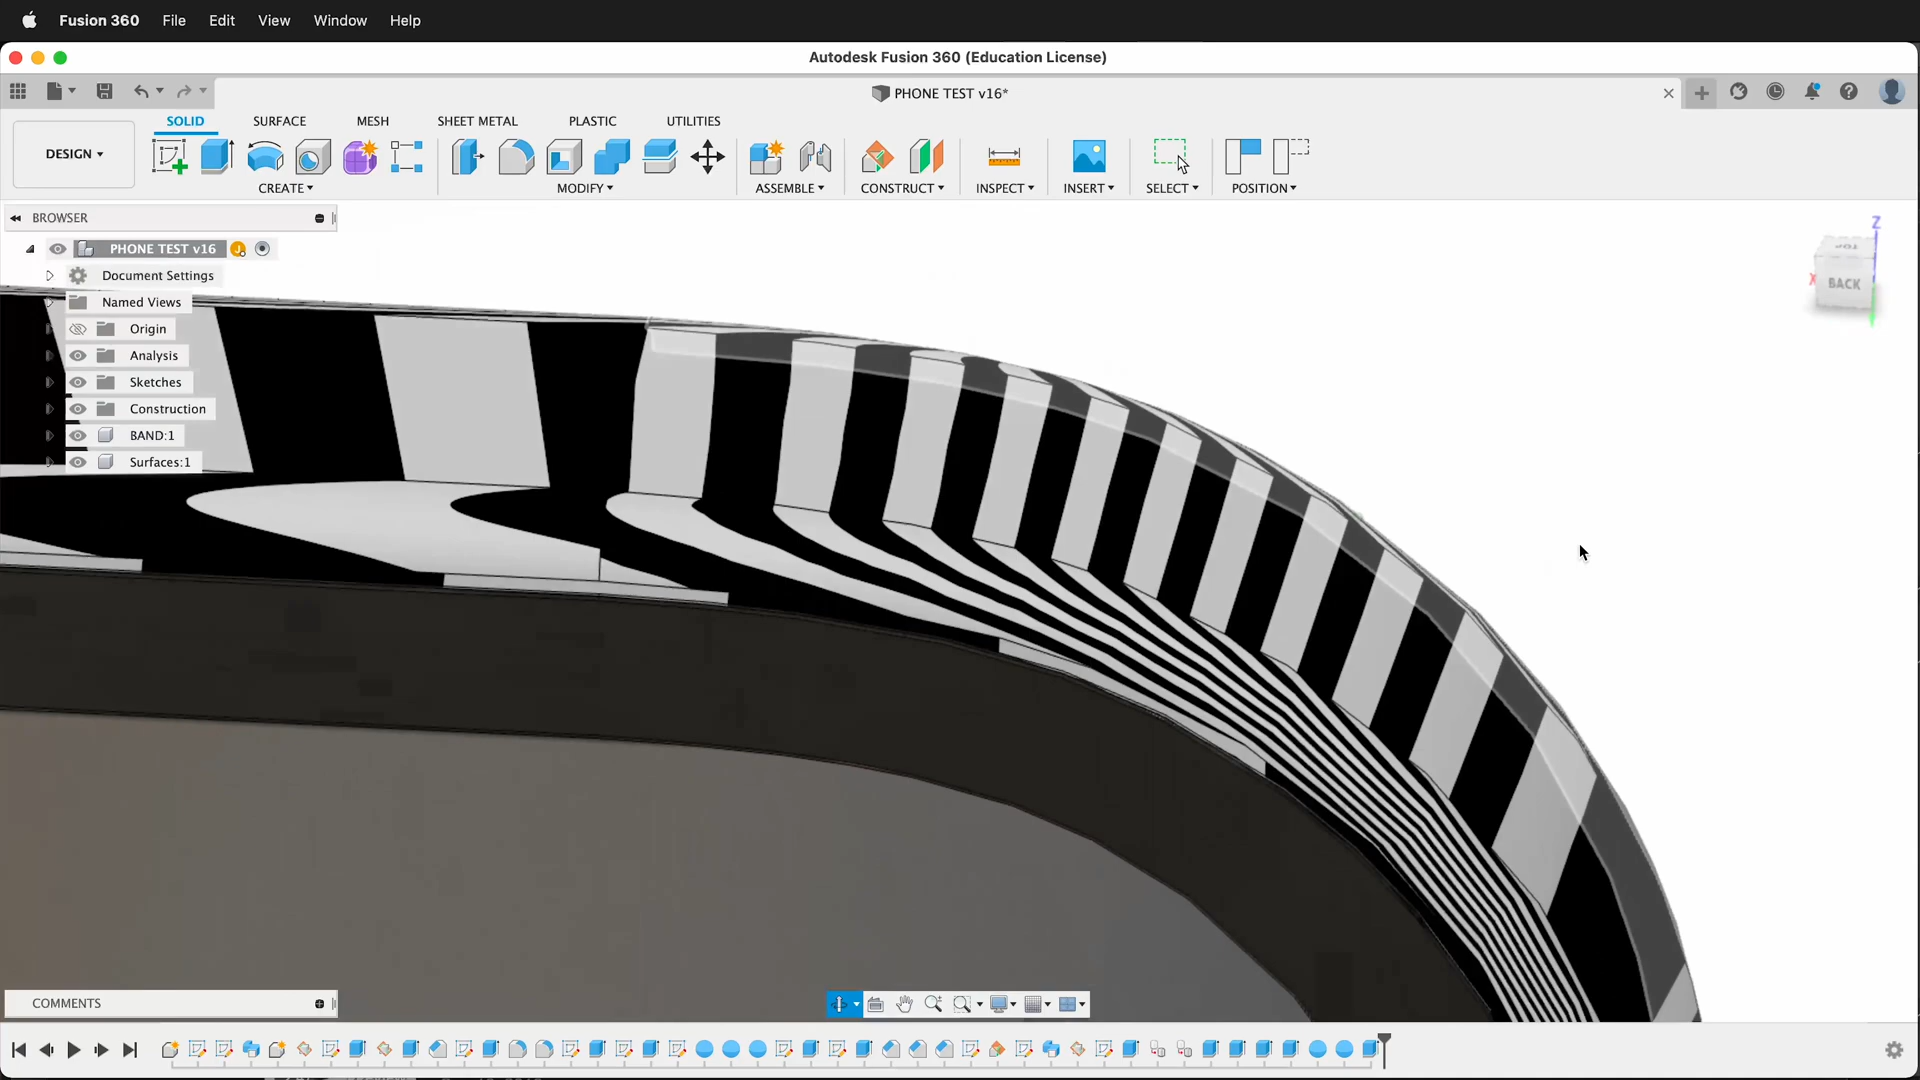 Fusion 360 File Edit View Window Help
Autodesk Fusion 360 (Education License)
PHONE TEST v16*
SOLID SURFACE MESH SHEET METAL PLASTIC UTILITIES
DESIGN
CREATE MODIFY ASSEMBLE CONSTRUCT INSPECT INSERT SELECT POSITION
BROWSER
PHONE TEST v16
Document Settings
Named Views
Origin
Analysis
Sketches
Construction
BAND:1
Surfaces:1
Z
TOP
X
BACK
COMMENTS